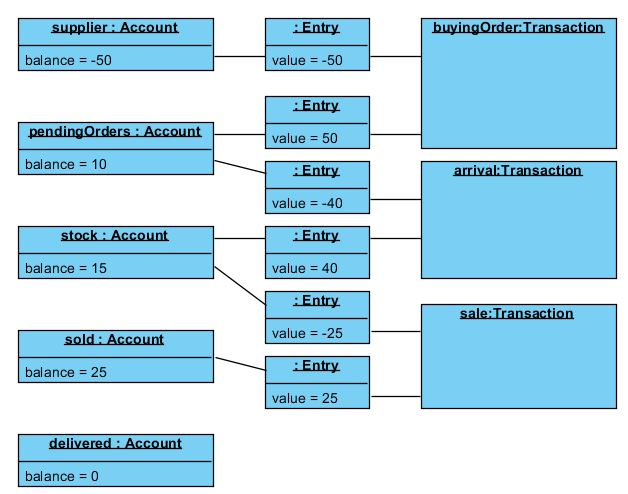 supplier : Account
balance = -50
: Entry
value = -50
buyingOrder:Transaction
: Entry
value = 50
pendingOrders : Account
balance = 10
: Entry
value = -40
arrival:Transaction
stock : Account
balance = 15
: Entry
value = 40
: Entry
value = -25
sale:Transaction
sold : Account
balance = 25
: Entry
value = 25
delivered : Account
balance = 0